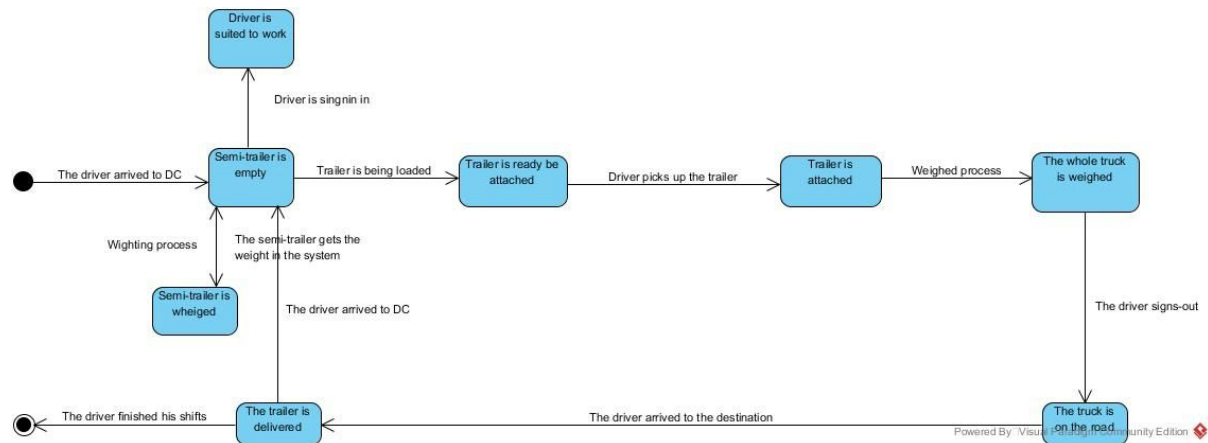 Driver is
suited to work
Driver is singnin in
The driver arrived to DC
Semi-trailer is
empty
Trailer is being loaded
Trailer is ready be
attached
Driver picks up the trailer
Trailer is
attached
Weighed process
The whole truck
is weighed
Wighting process
The semi-trailer gets the
weight in the system
Semi-trailer is
wheiged
The driver arrived to DC
The driver signs-out
The driver finished his shifts
The trailer is
delivered
The driver arrived to the destination
The truck is
on the road
Powered By Visual Paradigm Community Edition